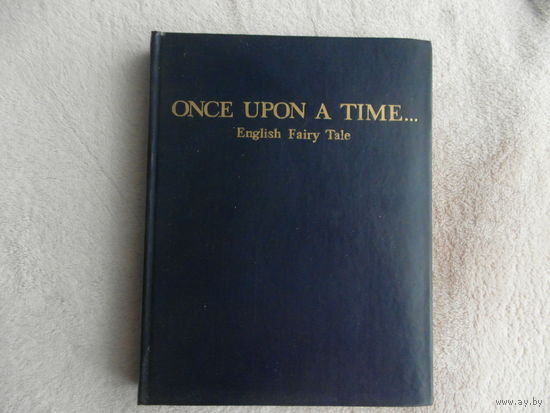 ONCE UPON A TIME...
English Fairy Tale
www.ay.by